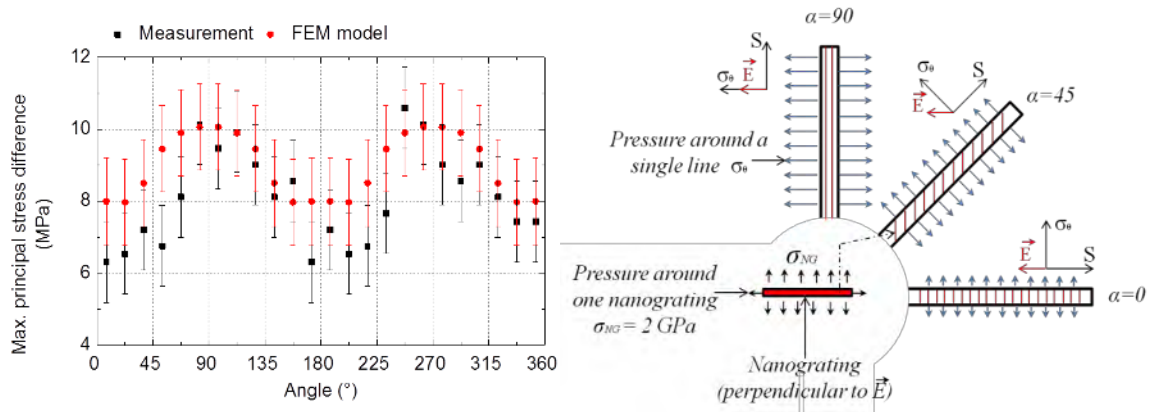 Measurement
FEM model
Max. principal stress difference
(MPa)
12
10
8
6
4
0
45
90
135
180
225
270
315
360
Angle (°)
α=90
S
σθ
E
Pressure around a
single line σθ
σθ
S
E
α=45
σNG
Pressure around
one nanograting
σNG = 2 GPa
Nanograting
(perpendicular to E)
σθ
E
S
α=0